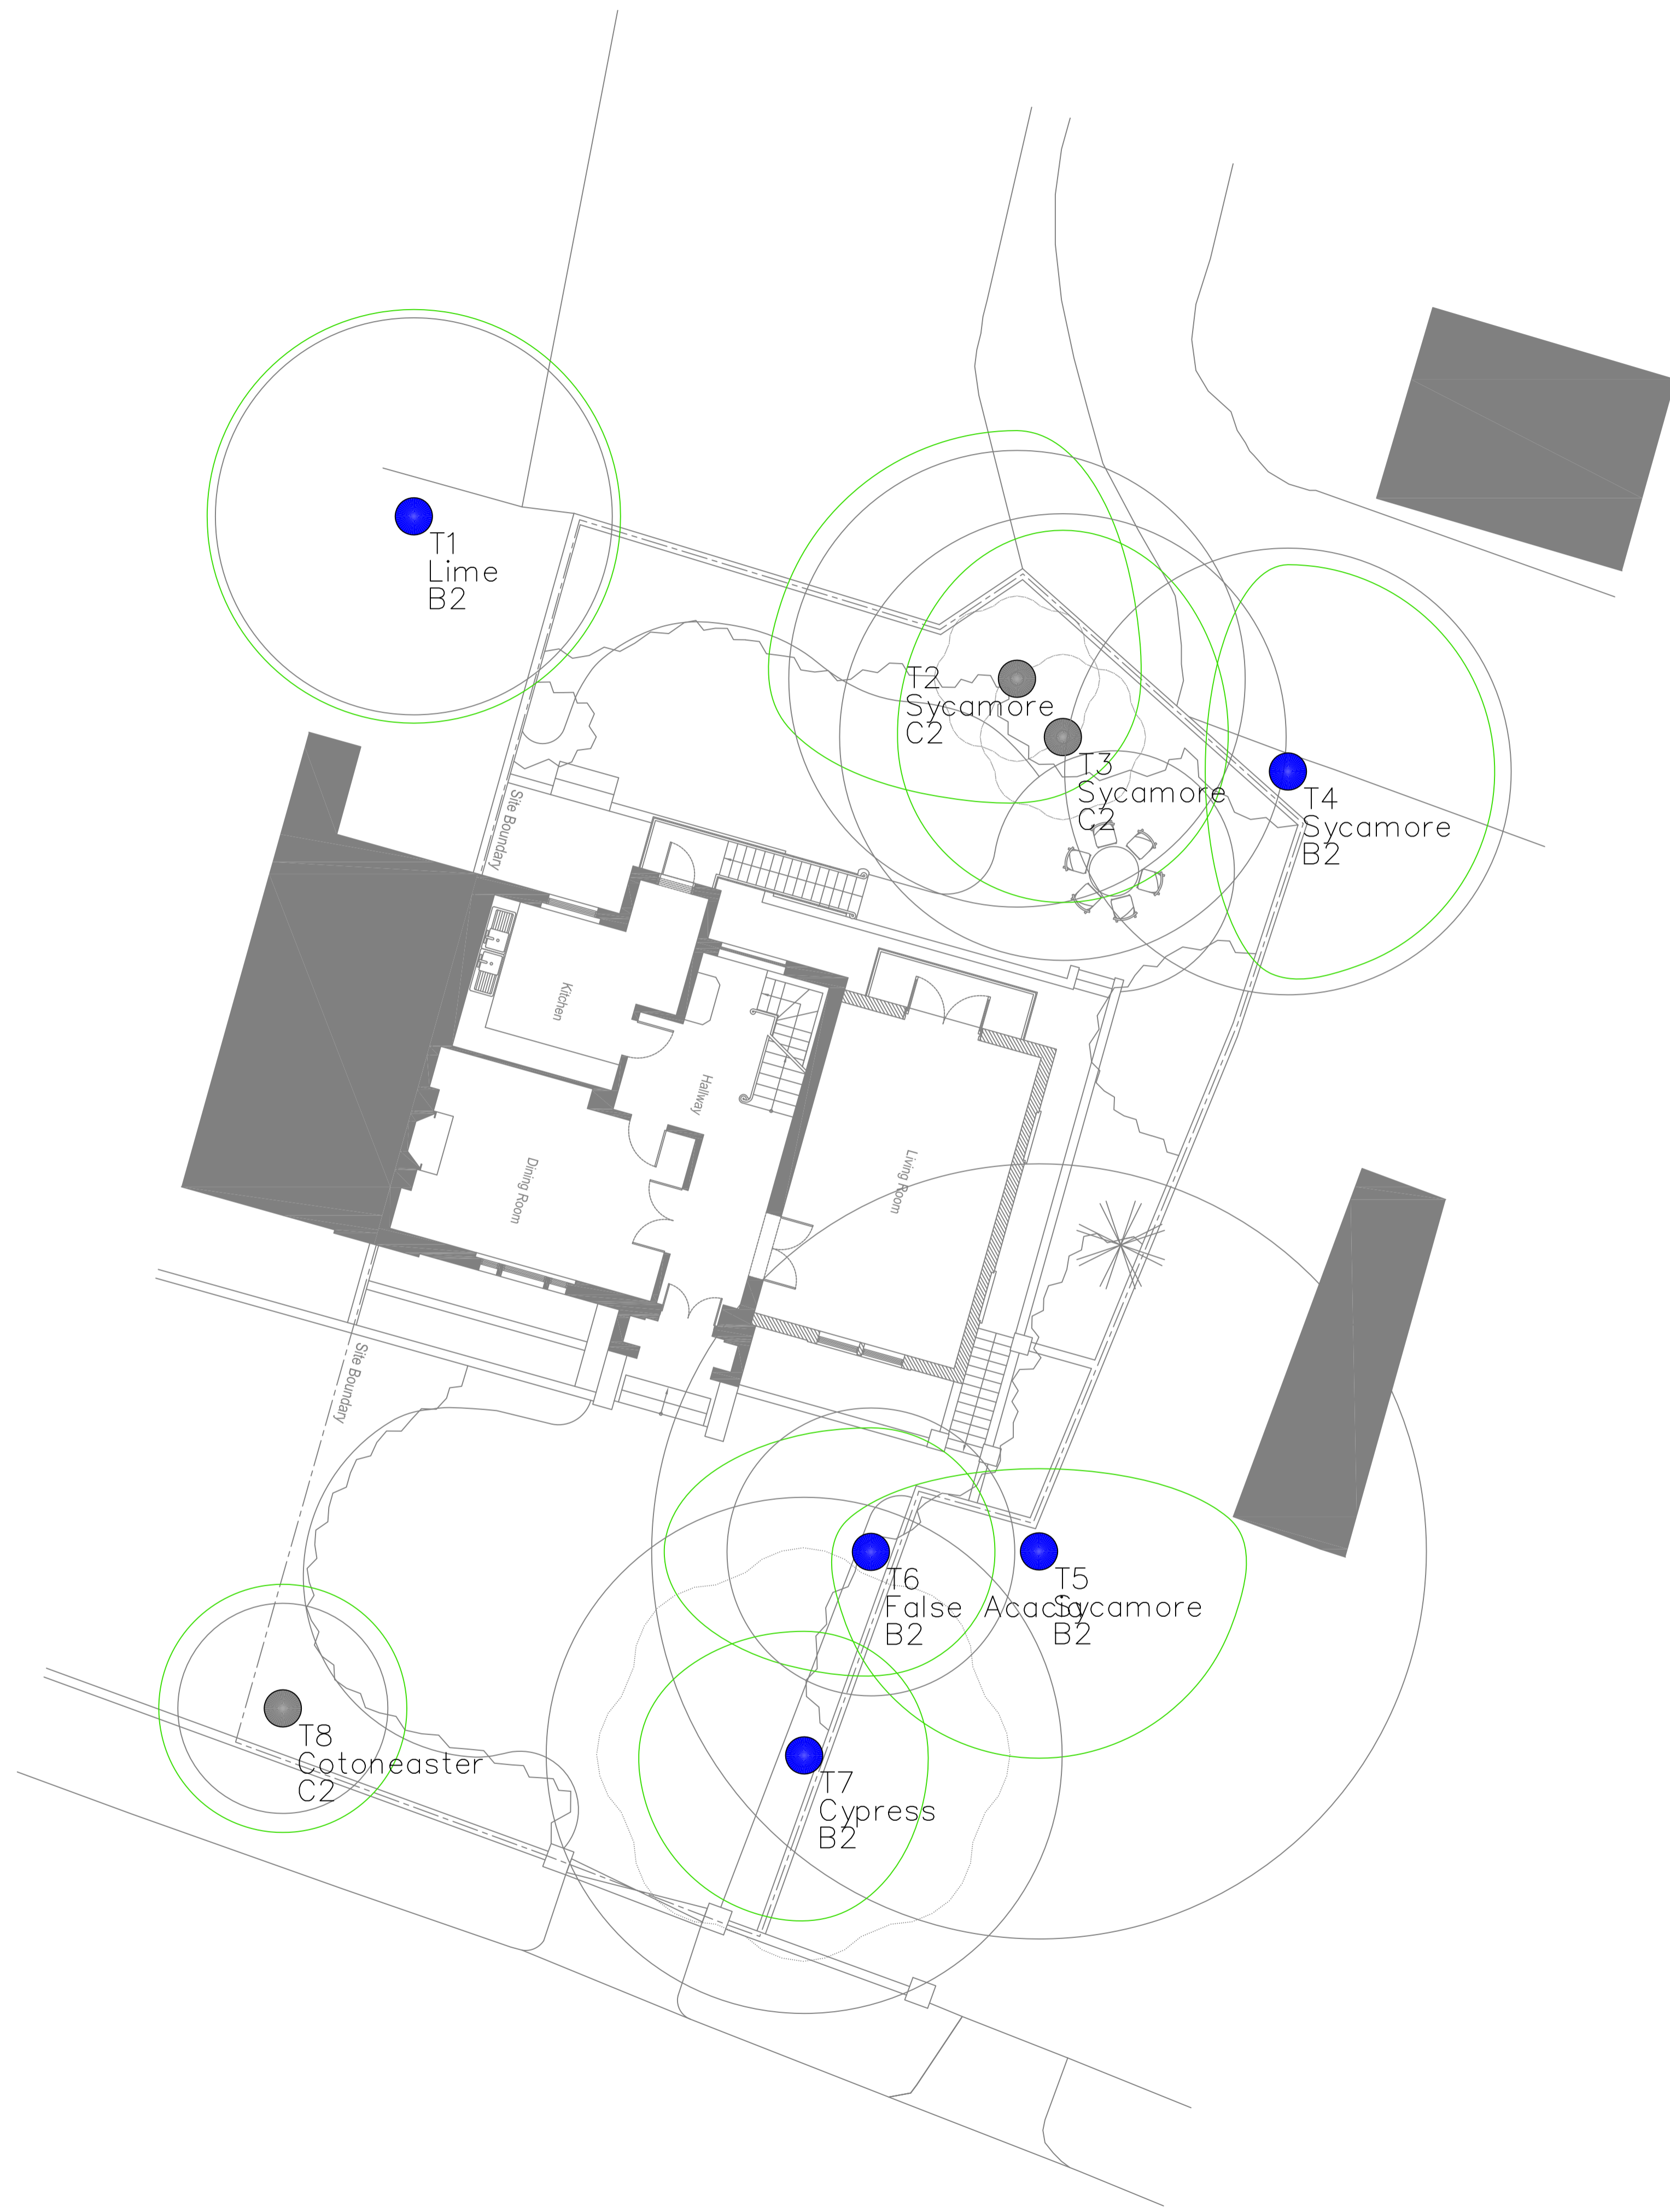 T1
Lime
B2
T2
Sycamore
C2
T3
Sycamore
C2
T4
Sycamore
B2
Site Boundary
Kitchen
Hallway
Dining Room
Living Room
Site Boundary
T6
False Acacia
B2
T5
Sycamore
B2
T8
Cotoneaster
C2
T7
Cypress
B2